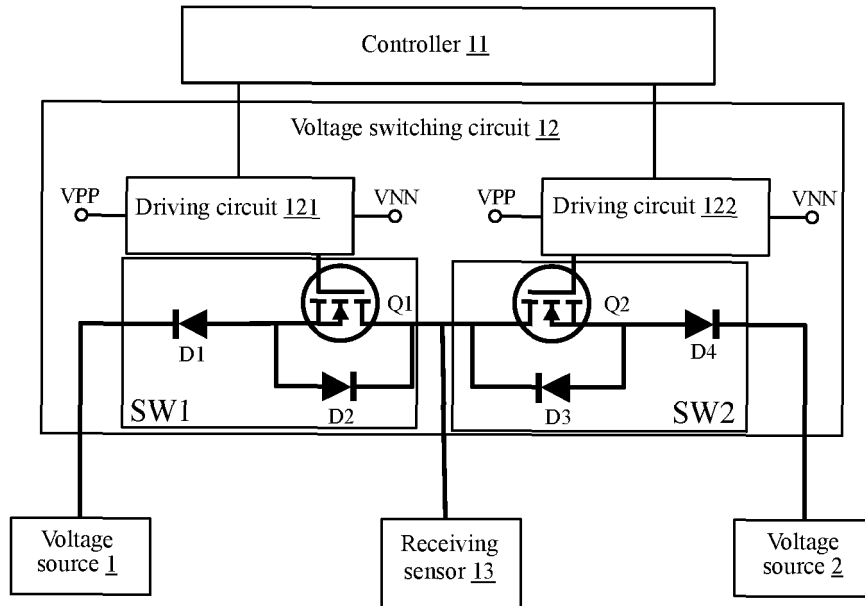 Controller 11
Voltage switching circuit 12
VPP
Driving circuit 121
VNN
VPP
Driving circuit 122
VNN
Q1
Q2
D1
D2
D3
D4
SW1
SW2
Voltage
source 1
Receiving
sensor 13
Voltage
source 2